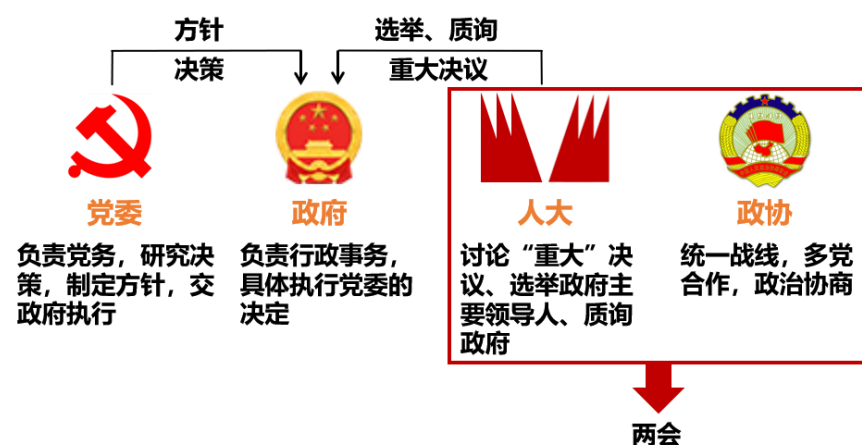 方针
决策
选举、质询
重大决议
党委
负责党务，研究决
策，制定方针，交
政府执行
政府
负责行政事务，
具体执行党委的
决定
人大
讨论“重大”决
议、选举政府主
要领导人、质询
政府
政协
统一战线，多党
合作，政治协商
两会